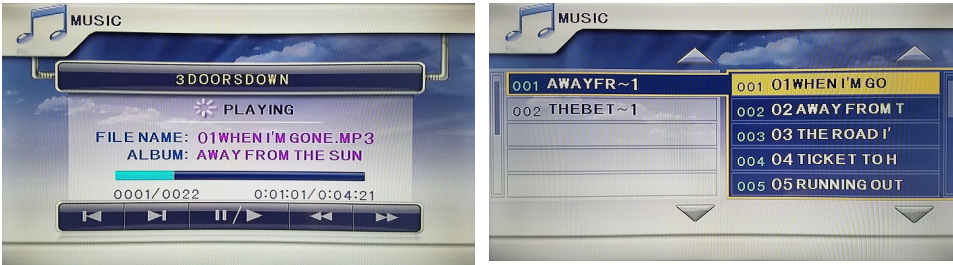 MUSIC
3DOORSDOWN
PLAYING
FILE NAME: 01WHEN I'M GONE.MP3
ALBUM: AWAY FROM THE SUN
0001/0022 0:01:01/0:04:21
MUSIC
001 AWAYFR~1
002 THEBET~1
001 01WHEN I'M GO
002 02 AWAY FROM T
003 03 THE ROAD I'
004 04 TICKET TO H
005 05 RUNNING OUT